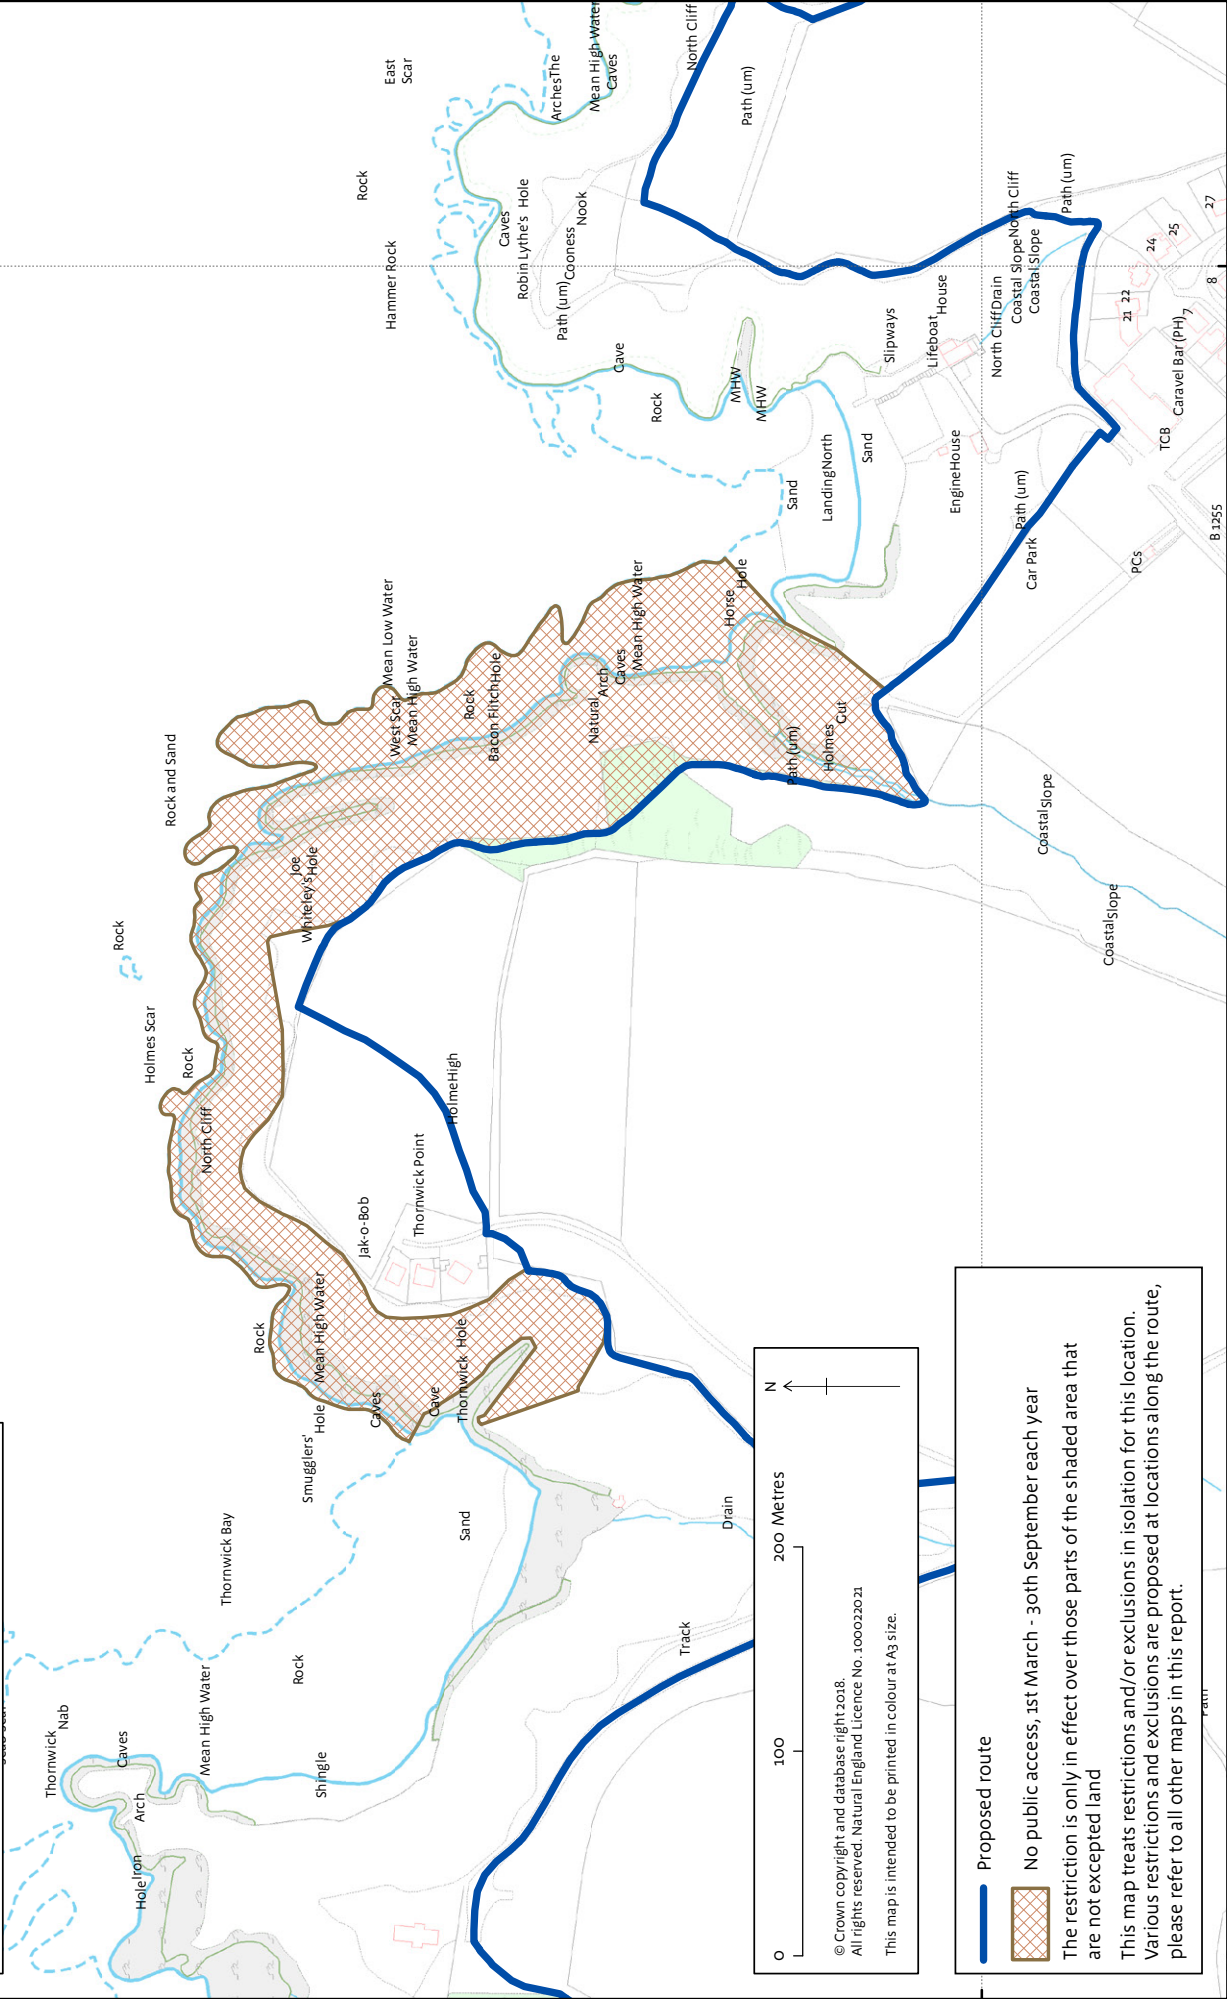 Thornwick
Nab
Caves
Arch
Iron
Hole
Mean High Water
Shingle
Rock
Thornwick Bay
Smugglers'
Hole
Caves
Cave
Thornwick Hole
Sand
Drain
Track
Path
Rock
Mean High Water
North Cliff
Rock
Holmes Scar
Rock
Jak-o-Bob
Thornwick Point
High
Holme
Joe
Whiteley's
Hole
Rock and Sand
West Scar
Mean High Water
Mean Low Water
Rock
Bacon Flitch
Hole
Natural
Arch
Caves
Mean High Water
Horse
Hole
Path (um)
Holmes
Gut
Coastal
Slope
Coastal
Slope
Hammer Rock
Rock
East
Scar
The
Arches
Mean High Water
Caves
North Cliff
Path (um)
Caves
Robin Lythe's Hole
Cooness
Nook
Path (um)
Cave
Rock
MHW
MHW
Sand
North
Landing
Sand
Slipways
Lifeboat
House
Engine
House
North Cliff
Drain
Coastal Slope
North Cliff
Coastal Slope
Path (um)
Path (um)
Car Park
PCs
TCB
Caravel Bar (PH)
B 1255
21
22
24
25
27
7
8
N
0
100
200 Metres
© Crown copyright and database right 2018.
All rights reserved. Natural England Licence No. 100022021
This map is intended to be printed in colour at A3 size.
Proposed route
No public access, 1st March - 30th September each year
The restriction is only in effect over those parts of the shaded area that
are not excepted land
This map treats restrictions and/or exclusions in isolation for this location.
Various restrictions and exclusions are proposed at locations along the route,
please refer to all other maps in this report.